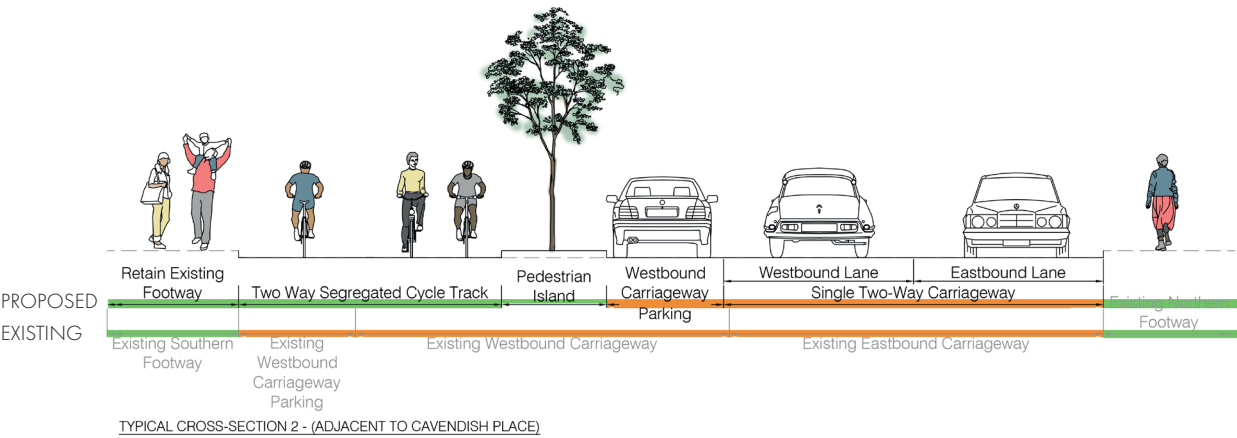 Retain Existing
Footway
Two Way Segregated Cycle Track
Pedestrian
Island
Westbound
Carriageway
Parking
Westbound Lane
Eastbound Lane
Single Two-Way Carriageway
Existing Northern
Footway
PROPOSED
EXISTING
Existing Southern
Footway
Existing
Westbound
Carriageway
Parking
Existing Westbound Carriageway
Existing Eastbound Carriageway
TYPICAL CROSS-SECTION 2 - (ADJACENT TO CAVENDISH PLACE)